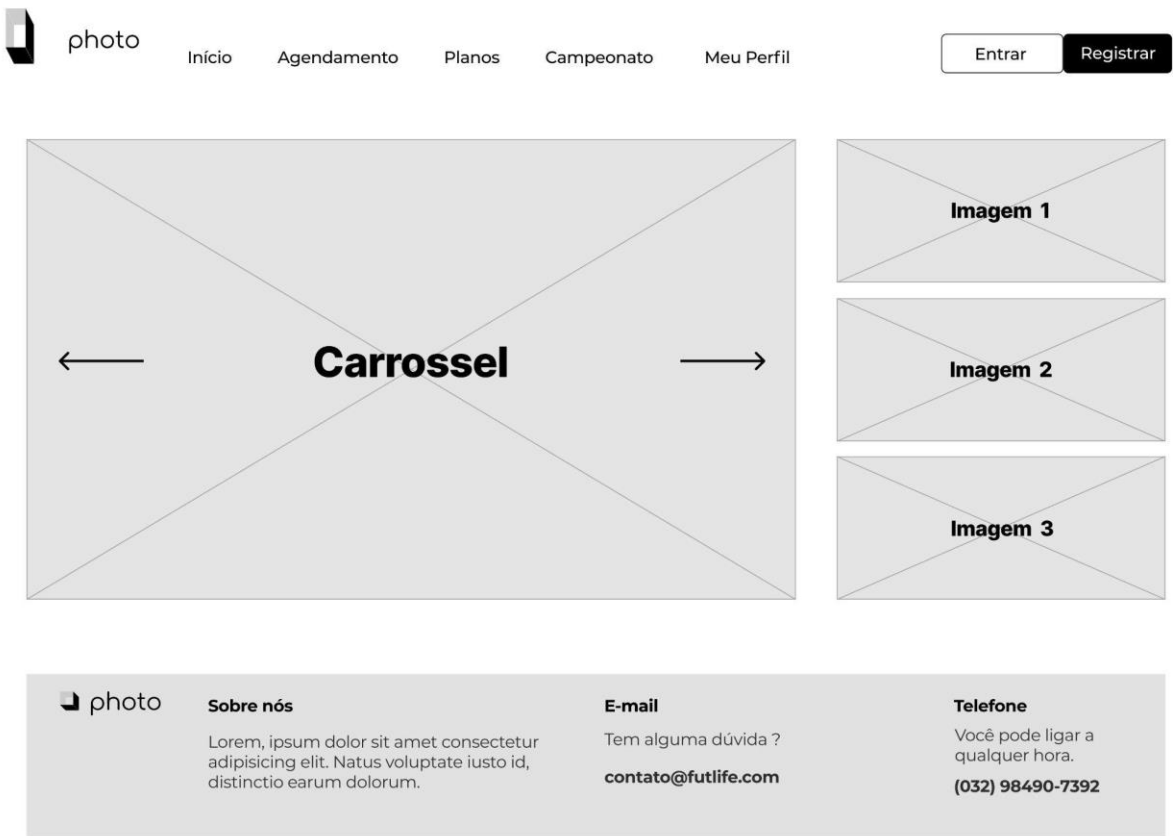 photo
Início
Agendamento
Planos
Campeonato
Meu Perfil
Entrar
Registrar
Carrossel
Imagem 1
Imagem 2
Imagem 3
photo
Sobre nós
Lorem, ipsum dolor sit amet consectetur
adipisicing elit. Natus voluptate iusto id,
distinctio earum dolorum.
E-mail
Tem alguma dúvida ?
contato@futlife.com
Telefone
Você pode ligar a
qualquer hora.
(032) 98490-7392